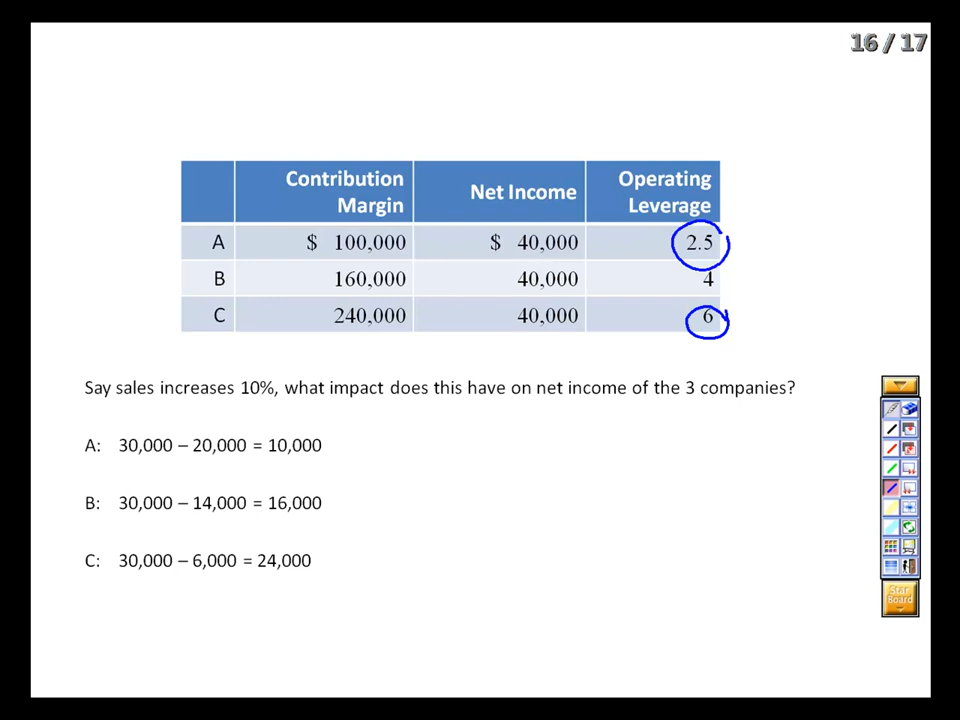 16 / 17
Contribution Margin Net Income Operating Leverage
A $ 100,000 $ 40,000 2.5
B 160,000 40,000 4
C 240,000 40,000 6
Say sales increases 10%, what impact does this have on net income of the 3 companies?
A: 30,000 – 20,000 = 10,000
B: 30,000 – 14,000 = 16,000
C: 30,000 – 6,000 = 24,000
Star
Board